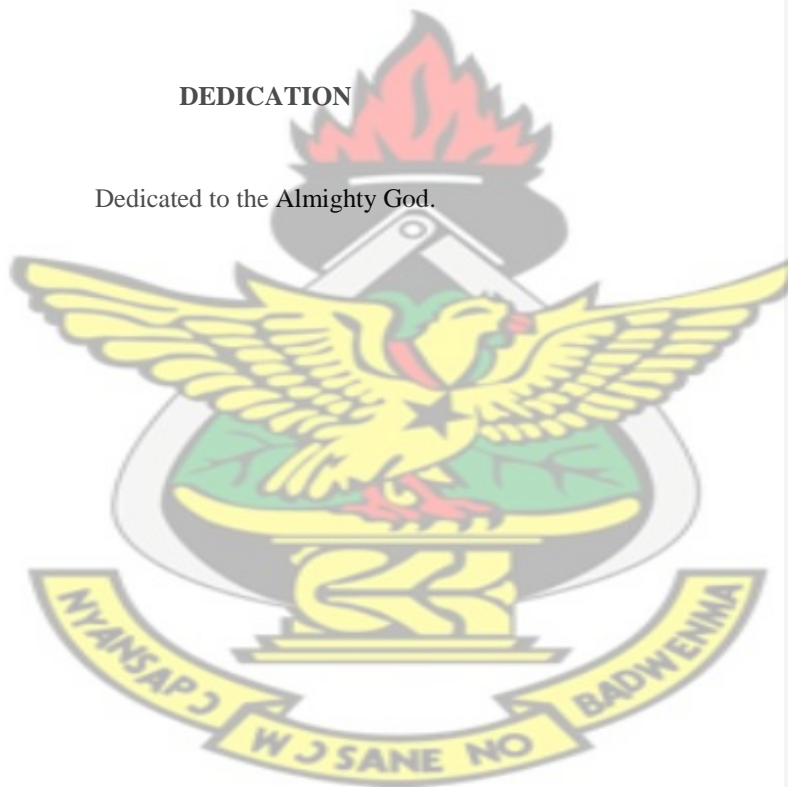 DEDICATION
Dedicated to the Almighty God.
NYANSAPƆ
WƆSANE NO
BADWENMA